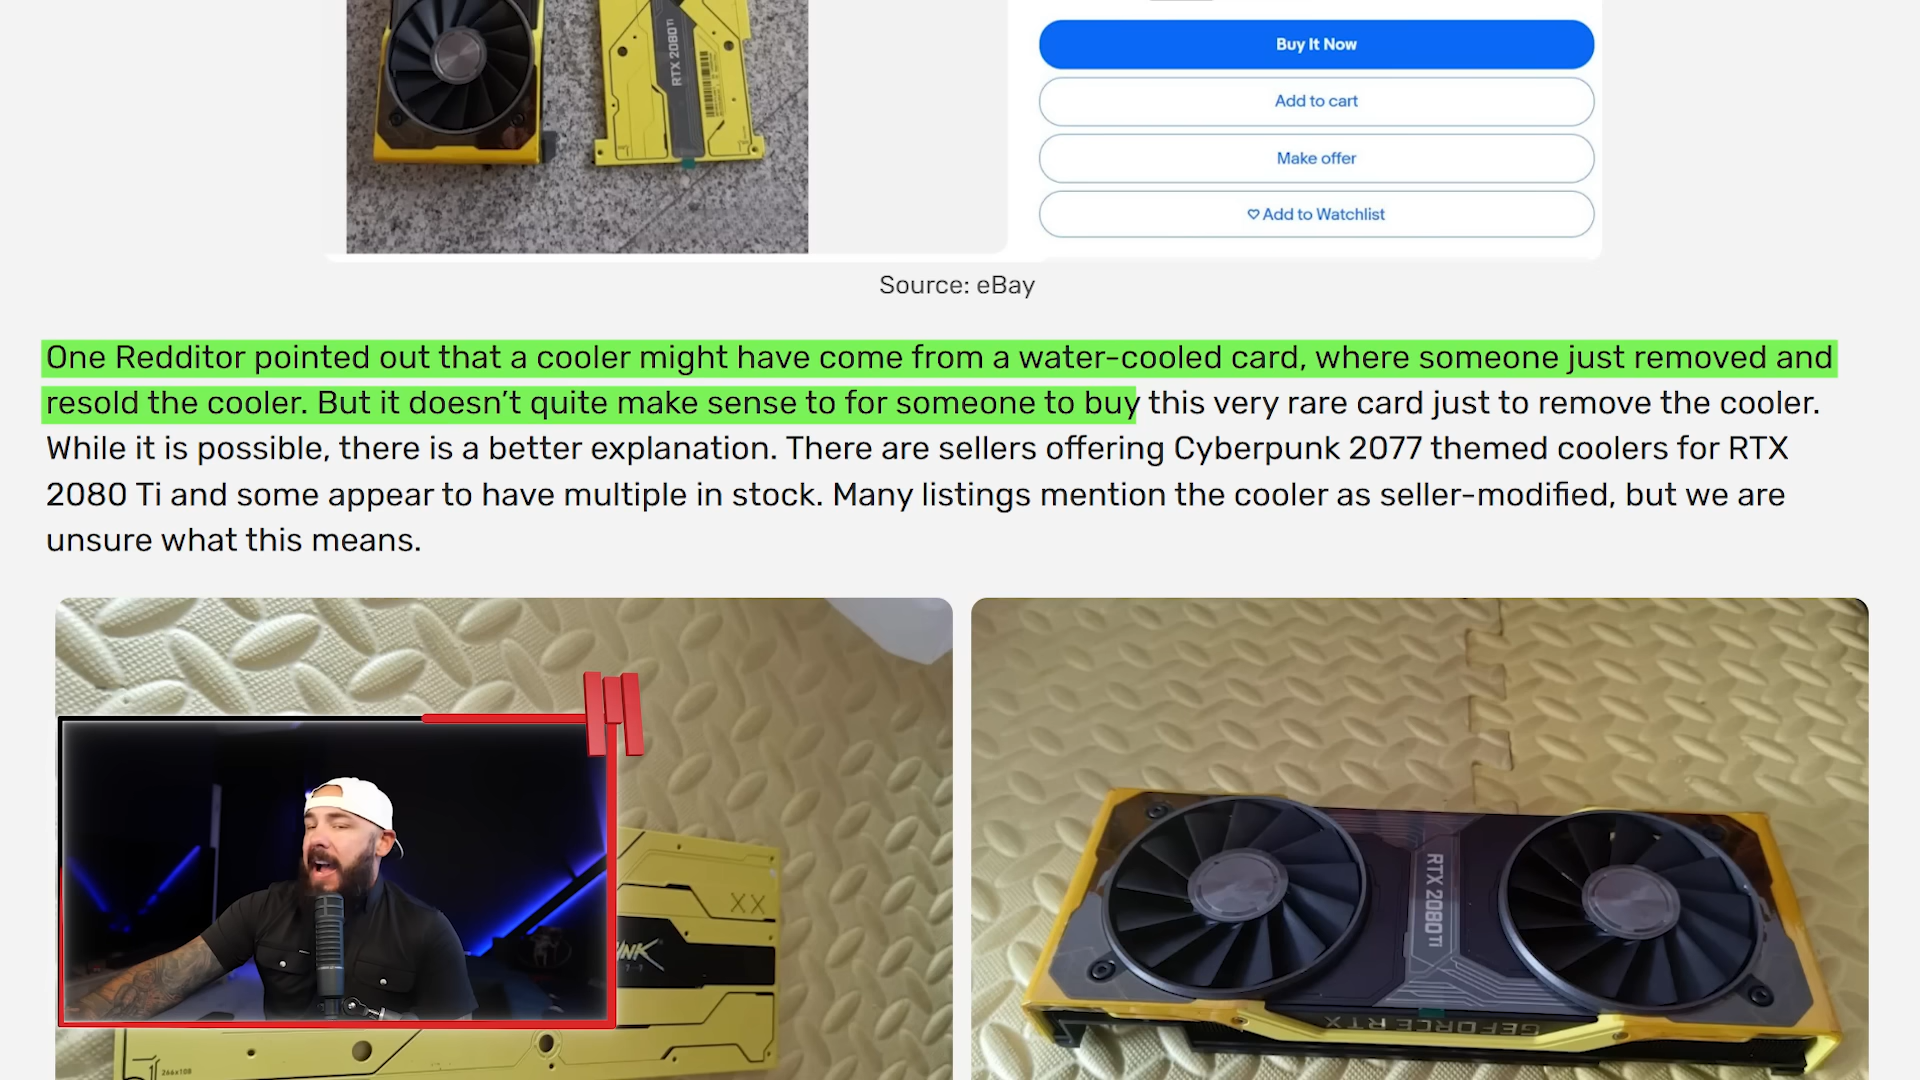 RTX 2080 Ti
Buy It Now
Add to cart
Make offer
Add to Watchlist
Source: eBay
One Redditor pointed out that a cooler might have come from a water-cooled card, where someone just removed and
resold the cooler. But it doesn’t quite make sense to for someone to buy this very rare card just to remove the cooler.
While it is possible, there is a better explanation. There are sellers offering Cyberpunk 2077 themed coolers for RTX
2080 Ti and some appear to have multiple in stock. Many listings mention the cooler as seller-modified, but we are
unsure what this means.
XX
UNK
RTX 2080 Ti
GEFORCE RTX
266x108